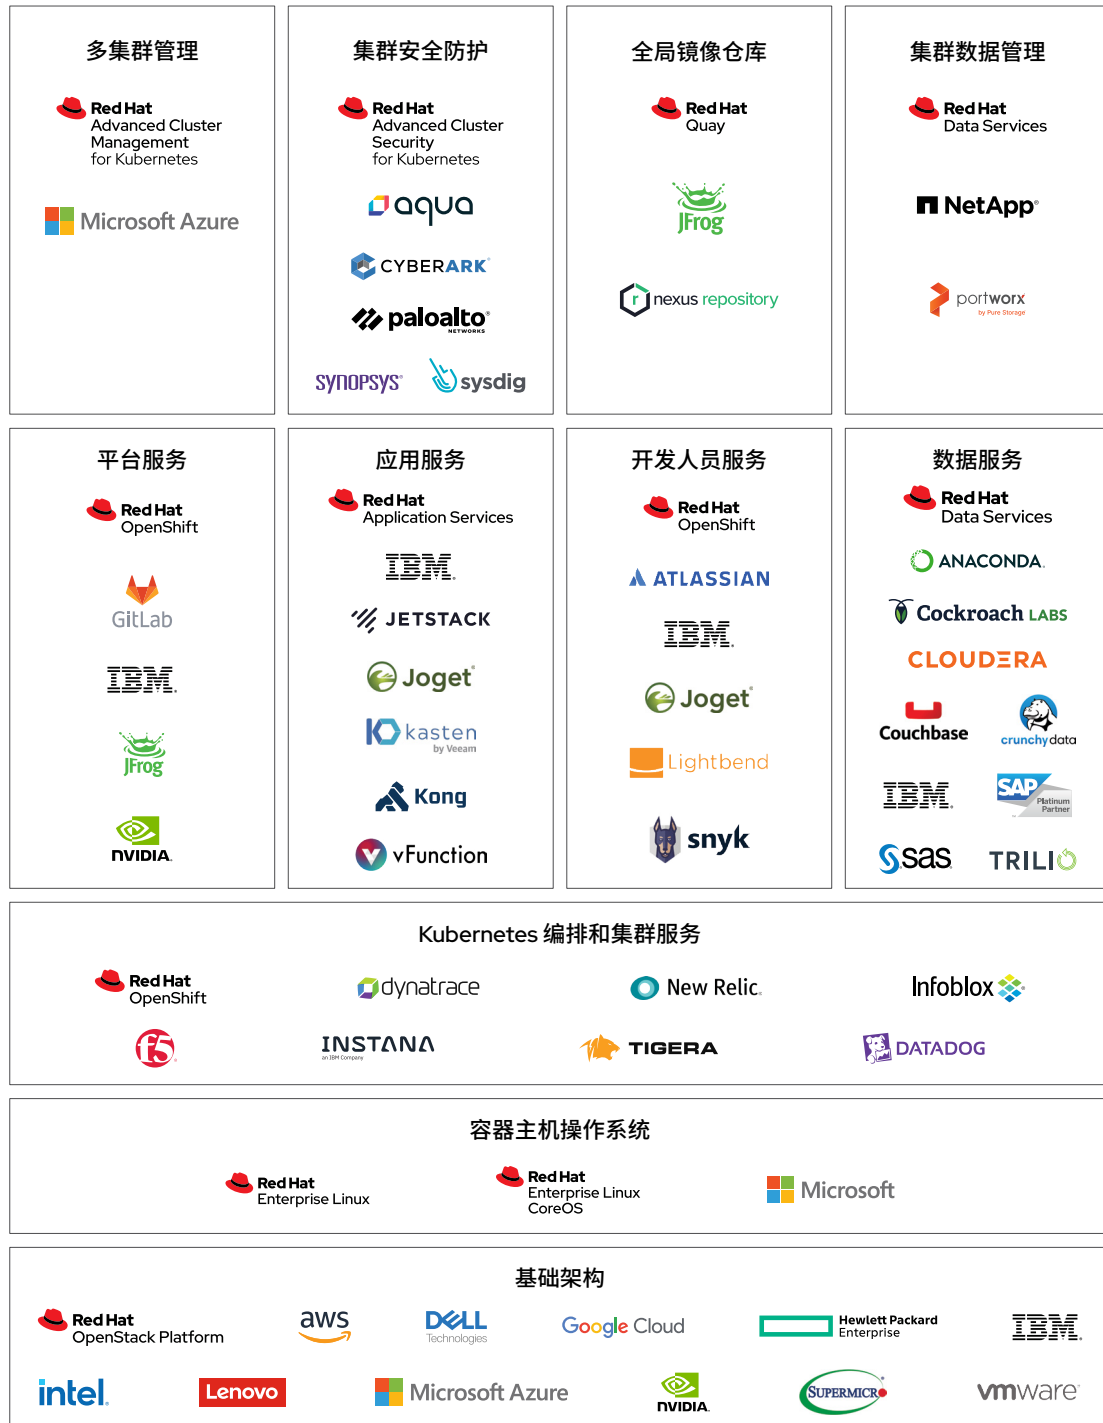 多集群管理
Red Hat
Advanced Cluster
Management
for Kubernetes
Microsoft Azure
集群安全防护
Red Hat
Advanced Cluster
Security
for Kubernetes
aqua
CYBERARK®
paloalto®
NETWORKS
SYNOPSYS®
sysdig
全局镜像仓库
Red Hat
Quay
JFrog
r nexus repository
集群数据管理
Red Hat
Data Services
NetApp®
portworx
by Pure Storage
平台服务
Red Hat
OpenShift
GitLab
IBM®
JFrog
NVIDIA.
应用服务
Red Hat
Application Services
IBM®
JETSTACK
Joget®
kasten
by Veeam
Kong
vFunction
开发人员服务
Red Hat
OpenShift
ATLASSIAN
IBM®
Joget®
Lightbend
snyk
数据服务
Red Hat
Data Services
ANACONDA.
Cockroach LABS
CLOUDERA
Couchbase
crunchydata
IBM®
SAP
Platinum
Partner
sas
TRILIO
Kubernetes 编排和集群服务
Red Hat
OpenShift
dynatrace
New Relic.
Infoblox
f5
INSTANA
an IBM Company
TIGERA
DATADOG
容器主机操作系统
Red Hat
Enterprise Linux
Red Hat
Enterprise Linux
CoreOS
Microsoft
基础架构
Red Hat
OpenStack Platform
aws
DELL
Technologies
Google Cloud
Hewlett Packard
Enterprise
IBM®
intel.
Lenovo
Microsoft Azure
NVIDIA.
SUPERMICR
vmware®